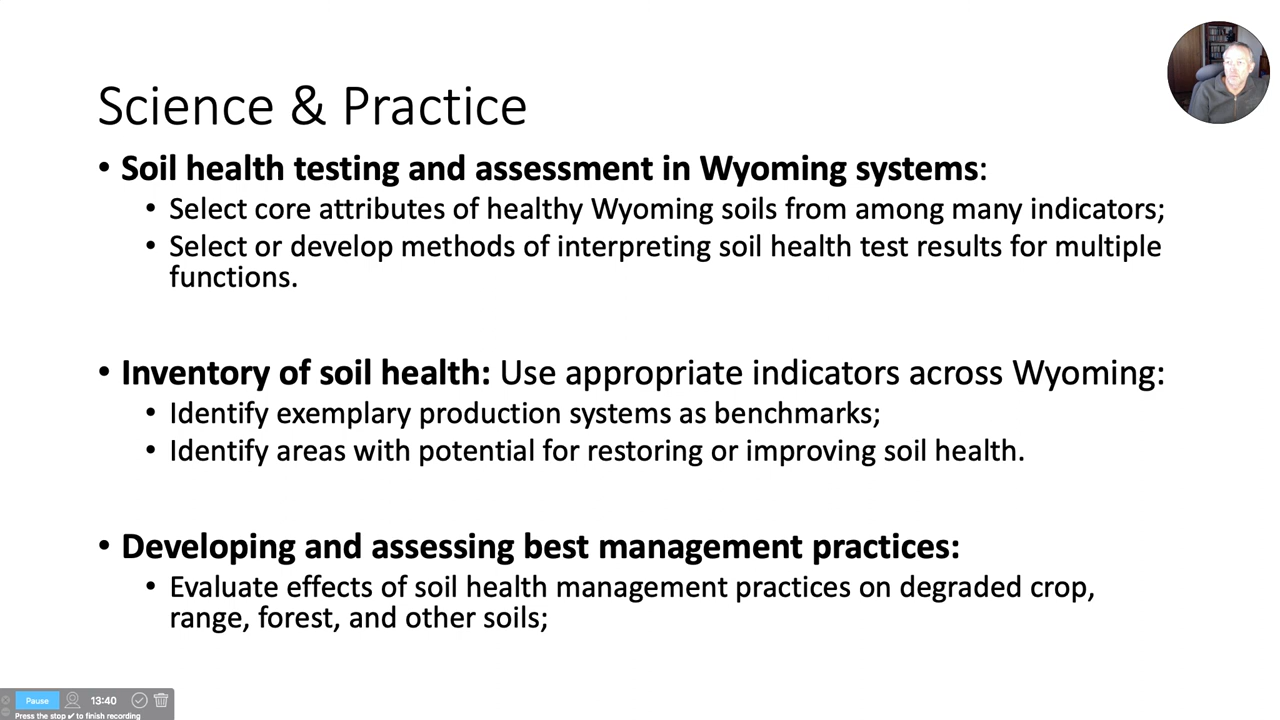 Science & Practice
• Soil health testing and assessment in Wyoming systems:
• Select core attributes of healthy Wyoming soils from among many indicators;
• Select or develop methods of interpreting soil health test results for multiple
functions.
• Inventory of soil health: Use appropriate indicators across Wyoming:
• Identify exemplary production systems as benchmarks;
• Identify areas with potential for restoring or improving soil health.
• Developing and assessing best management practices:
• Evaluate effects of soil health management practices on degraded crop,
range, forest, and other soils;
Pause 13:40
Press the stop ✔ to finish recording